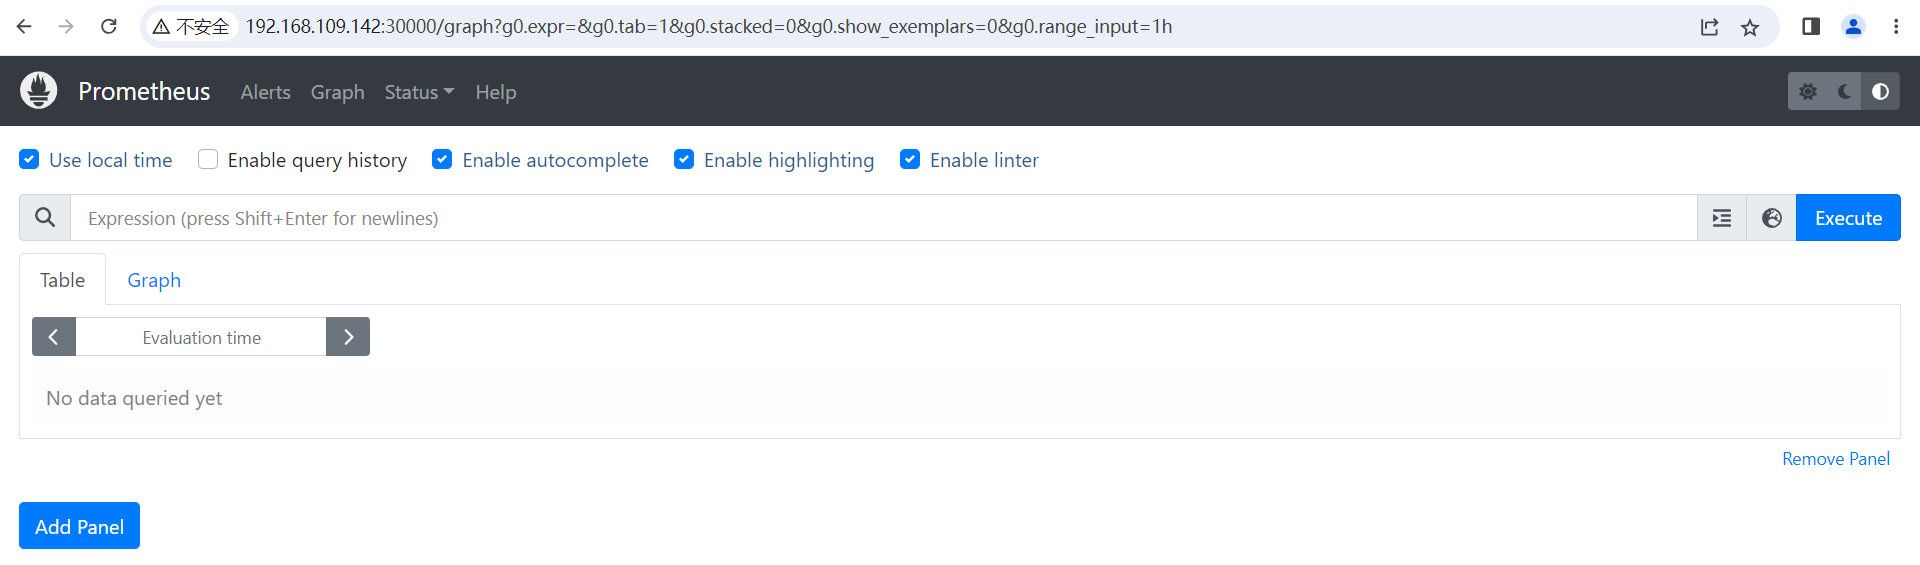 不安全 192.168.109.142:30000/graph?g0.expr=&g0.tab=1&g0.stacked=0&g0.show_exemplars=0&g0.range_input=1h
Prometheus Alerts Graph Status Help
Use local time Enable query history Enable autocomplete Enable highlighting Enable linter
Expression (press Shift+Enter for newlines) Execute
Table Graph
Evaluation time
No data queried yet
Remove Panel
Add Panel